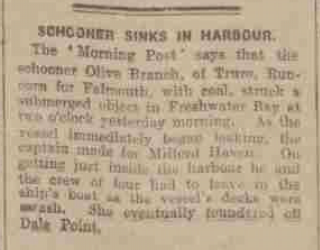 SCHOONER SINKS IN HARBOUR.
The 'Morning Post' says that the
schooner Olive Branch, of Truro, Run-
corn for Falmouth, with coal, struck a
submerged object in Freshwater Bay at
two o'clock yesterday morning. As the
vessel immediately began leaking, the
captain made for Milford Haven. On
getting just inside the harbour he and
the crew of four had to leave in the
ship's boat as the vessel's decks were
awash. She eventually foundered off
Dale Point.